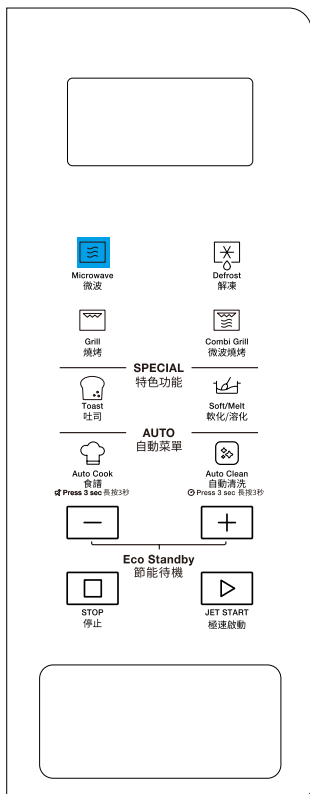 Microwave
微波
Defrost
解凍
Grill
燒烤
Combi Grill
微波燒烤
SPECIAL
特色功能
Toast
吐司
Soft/Melt
軟化/溶化
AUTO
自動菜單
Auto Cook
食譜
Press 3 sec 長按3秒
Auto Clean
自動清洗
Press 3 sec 長按3秒
Eco Standby
節能待機
STOP
停止
JET START
極速啟動